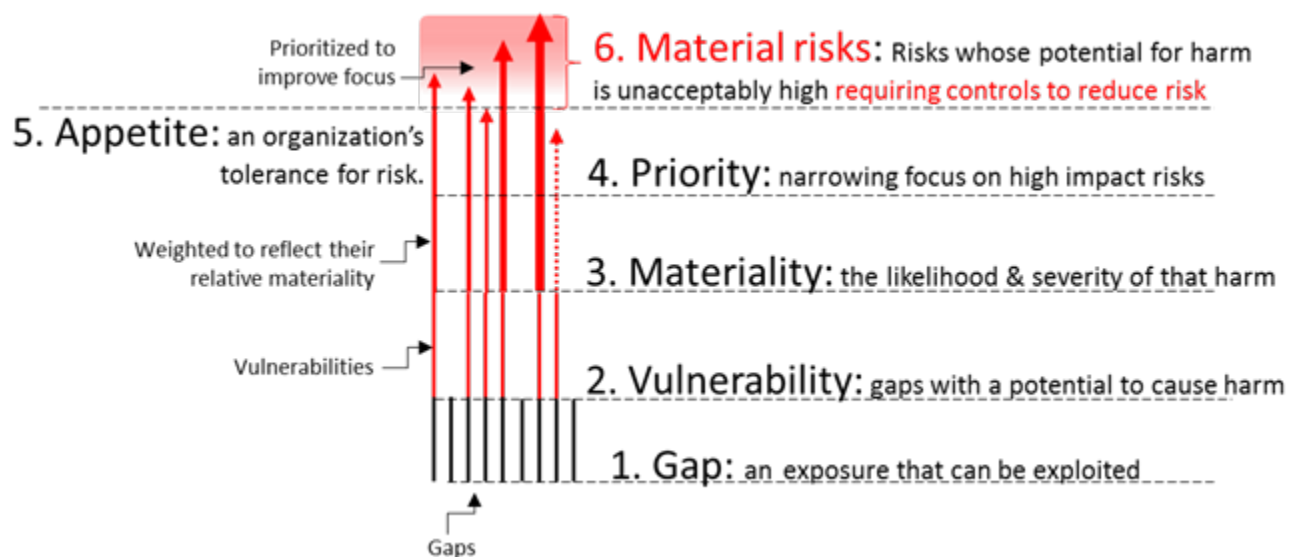 Prioritized to
improve focus
6. Material risks: Risks whose potential for harm
is unacceptably high requiring controls to reduce risk
5. Appetite: an organization's
tolerance for risk.
4. Priority: narrowing focus on high impact risks
Weighted to reflect their
relative materiality
3. Materiality: the likelihood & severity of that harm
Vulnerabilities
2. Vulnerability: gaps with a potential to cause harm
1. Gap: an exposure that can be exploited
Gaps